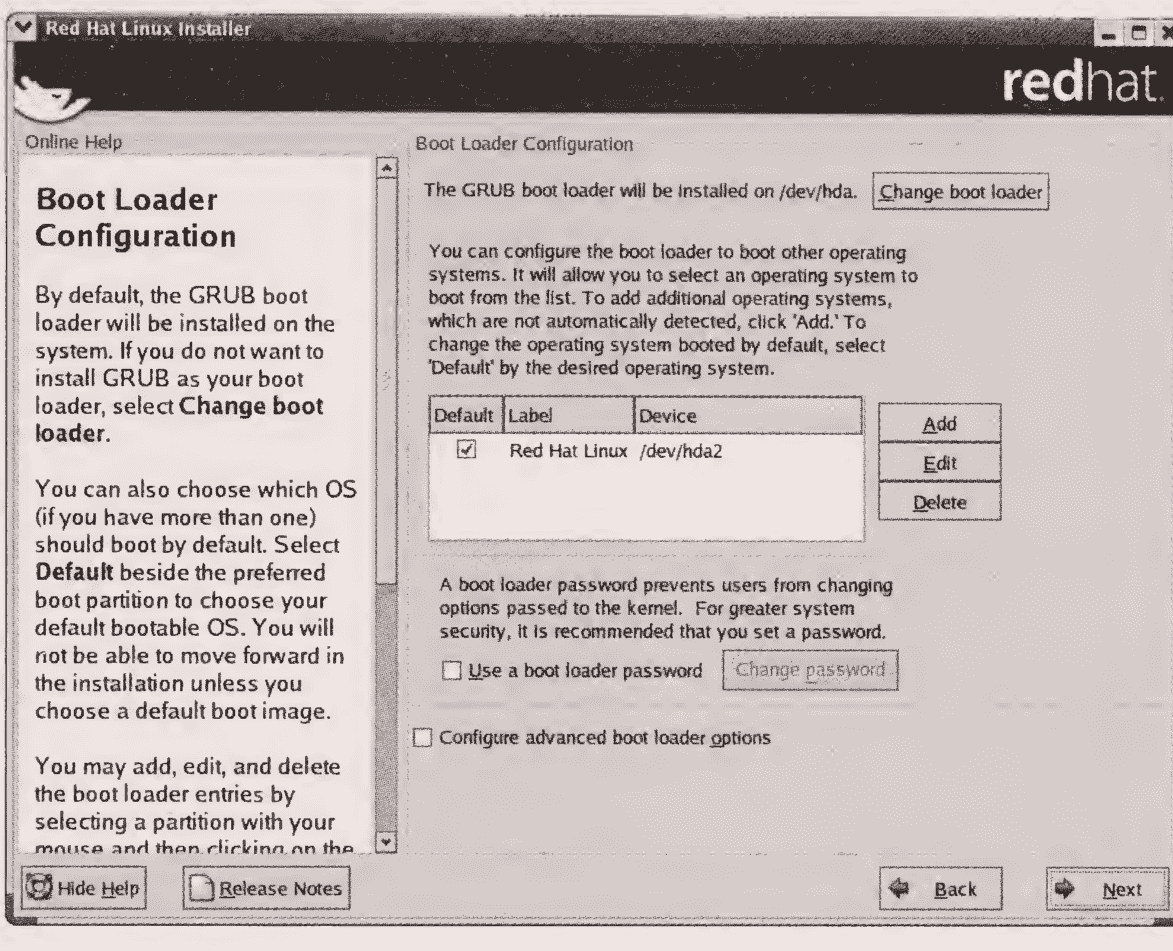 Red Hat Linux Installer
redhat.
Online Help
Boot Loader
Configuration
By default, the GRUB boot
loader will be installed on the
system. If you do not want to
install GRUB as your boot
loader, select Change boot
loader.
You can also choose which OS
(if you have more than one)
should boot by default. Select
Default beside the preferred
boot partition to choose your
default bootable OS. You will
not be able to move forward in
the installation unless you
choose a default boot image.
You may add, edit, and delete
the boot loader entries by
selecting a partition with your
mouse and then clicking on the
Boot Loader Configuration
The GRUB boot loader will be installed on /dev/hda.
Change boot loader
You can configure the boot loader to boot other operating
systems. It will allow you to select an operating system to
boot from the list. To add additional operating systems,
which are not automatically detected, click 'Add.' To
change the operating system booted by default, select
'Default' by the desired operating system.
Default Label Device
Red Hat Linux /dev/hda2
Add
Edit
Delete
A boot loader password prevents users from changing
options passed to the kernel. For greater system
security, it is recommended that you set a password.
Use a boot loader password
Change password
Configure advanced boot loader options
Hide Help
Release Notes
Back
Next